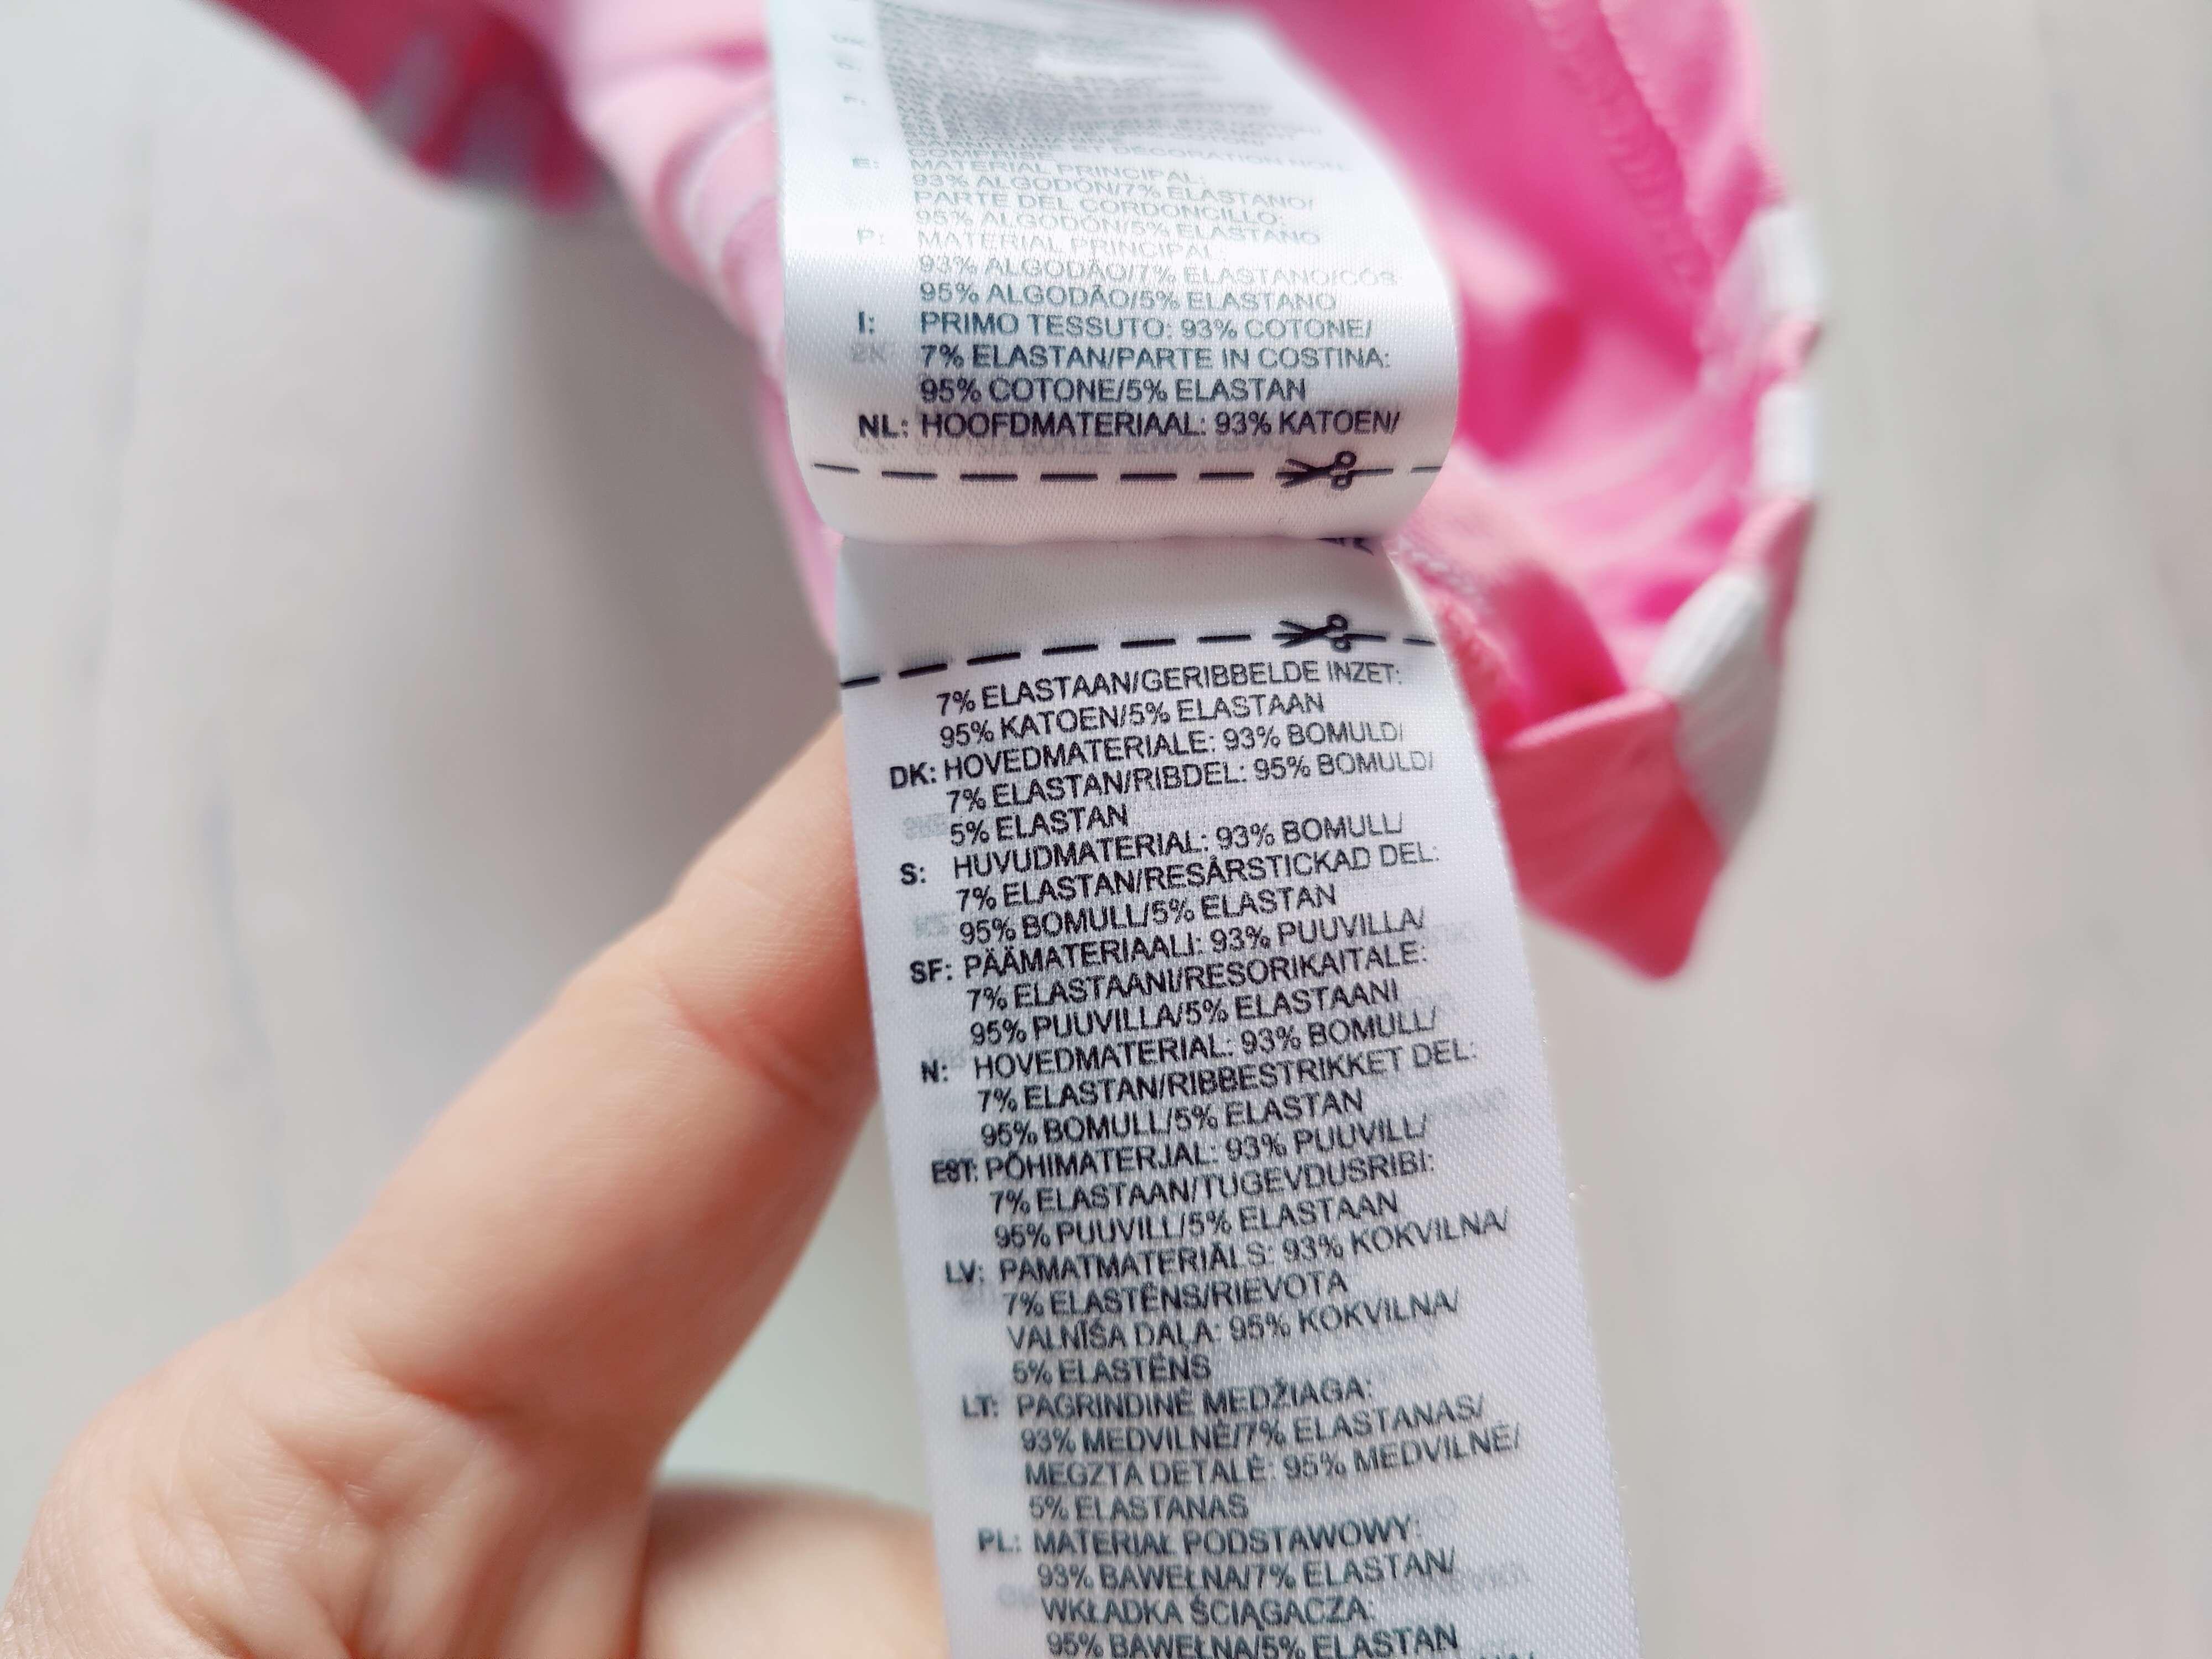 E: MATERIAL PRINCIPAL:
93% ALGODÓN/7% ELASTANO/
PARTE DEL CORDONCILLO:
95% ALGODÓN/5% ELASTANO
P: MATERIAL PRINCIPAL:
93% ALGODÃO/7% ELASTANO/CÓS:
95% ALGODÃO/5% ELASTANO
I: PRIMO TESSUTO: 93% COTONE/
7% ELASTAN/PARTE IN COSTINA:
95% COTONE/5% ELASTAN
NL: HOOFDMATERIAAL: 93% KATOEN/
7% ELASTAAN/GERIBBELDE INZET:
95% KATOEN/5% ELASTAAN
DK: HOVEDMATERIALE: 93% BOMULD/
7% ELASTAN/RIBDEL: 95% BOMULD/
5% ELASTAN
S: HUVUDMATERIAL: 93% BOMULL/
7% ELASTAN/RESÅRSTICKAD DEL:
95% BOMULL/5% ELASTAN
SF: PÄÄMATERIAALI: 93% PUUVILLA/
7% ELASTAANI/RESORIKAITALE:
95% PUUVILLA/5% ELASTAANI
N: HOVEDMATERIAL: 93% BOMULL/
7% ELASTAN/RIBBESTRIKKET DEL:
95% BOMULL/5% ELASTAN
EST: PÕHIMATERJAL: 93% PUUVILL/
7% ELASTAAN/TUGEVDUSRIBI:
95% PUUVILL/5% ELASTAAN
LV: PAMATMATERIĀLS: 93% KOKVILNA/
7% ELASTĒNS/RIEVOTA
VALNĪŠA DAĻA: 95% KOKVILNA/
5% ELASTĒNS
LT: PAGRINDINĖ MEDŽIAGA:
93% MEDVILNĖ/7% ELASTANAS/
MEGZTA DETALĖ: 95% MEDVILNĖ/
5% ELASTANAS
PL: MATERIAŁ PODSTAWOWY:
93% BAWEŁNA/7% ELASTAN/
WKŁADKA ŚCIĄGACZA:
95% BAWEŁNA/5% ELASTAN